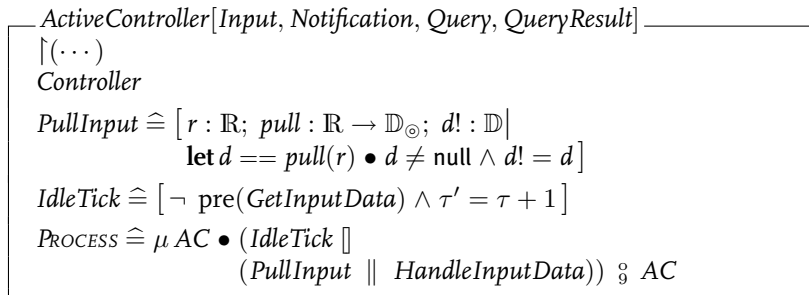 ActiveController[Input, Notification, Query, QueryResult]
↾(⋯)
Controller
PullInput ≙ [ r : ℝ; pull : ℝ → 𝔻⊚; d! : 𝔻|
let d == pull(r) • d ≠ null ∧ d! = d ]
IdleTick ≙ [ ¬ pre(GetInputData) ∧ τ′ = τ + 1 ]
PROCESS ≙ μ AC • (IdleTick []
(PullInput ∥ HandleInputData)) ⨟ AC